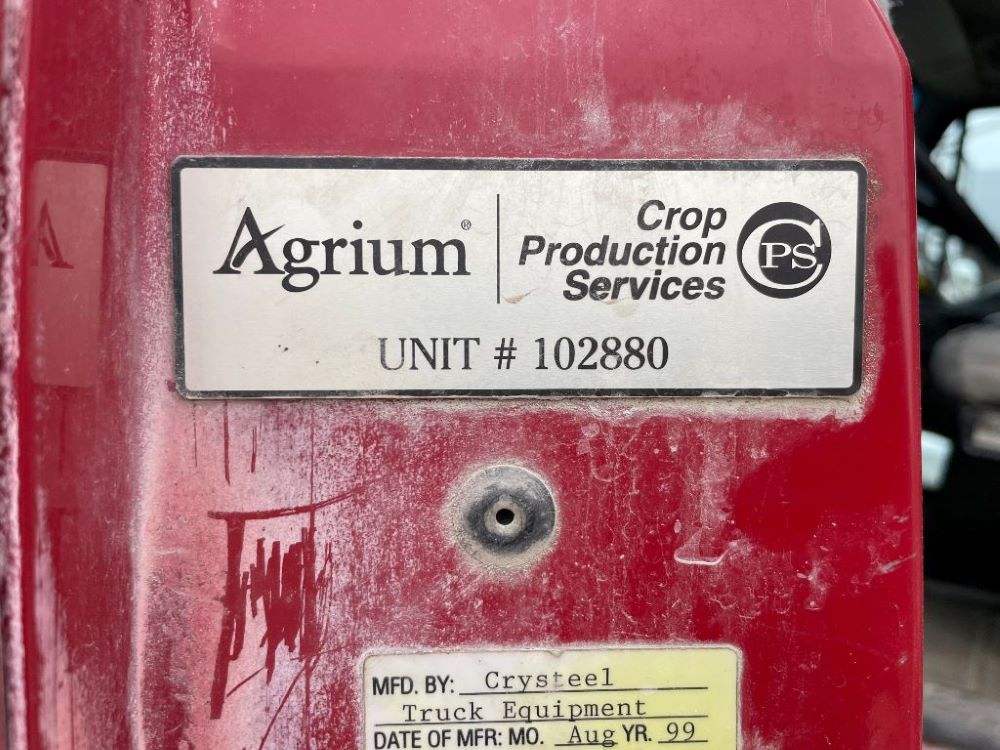 Agrium®
Crop
Production
Services
CPS
UNIT # 102880
MFD. BY: Crysteel
Truck Equipment
DATE OF MFR: MO. Aug YR. 99